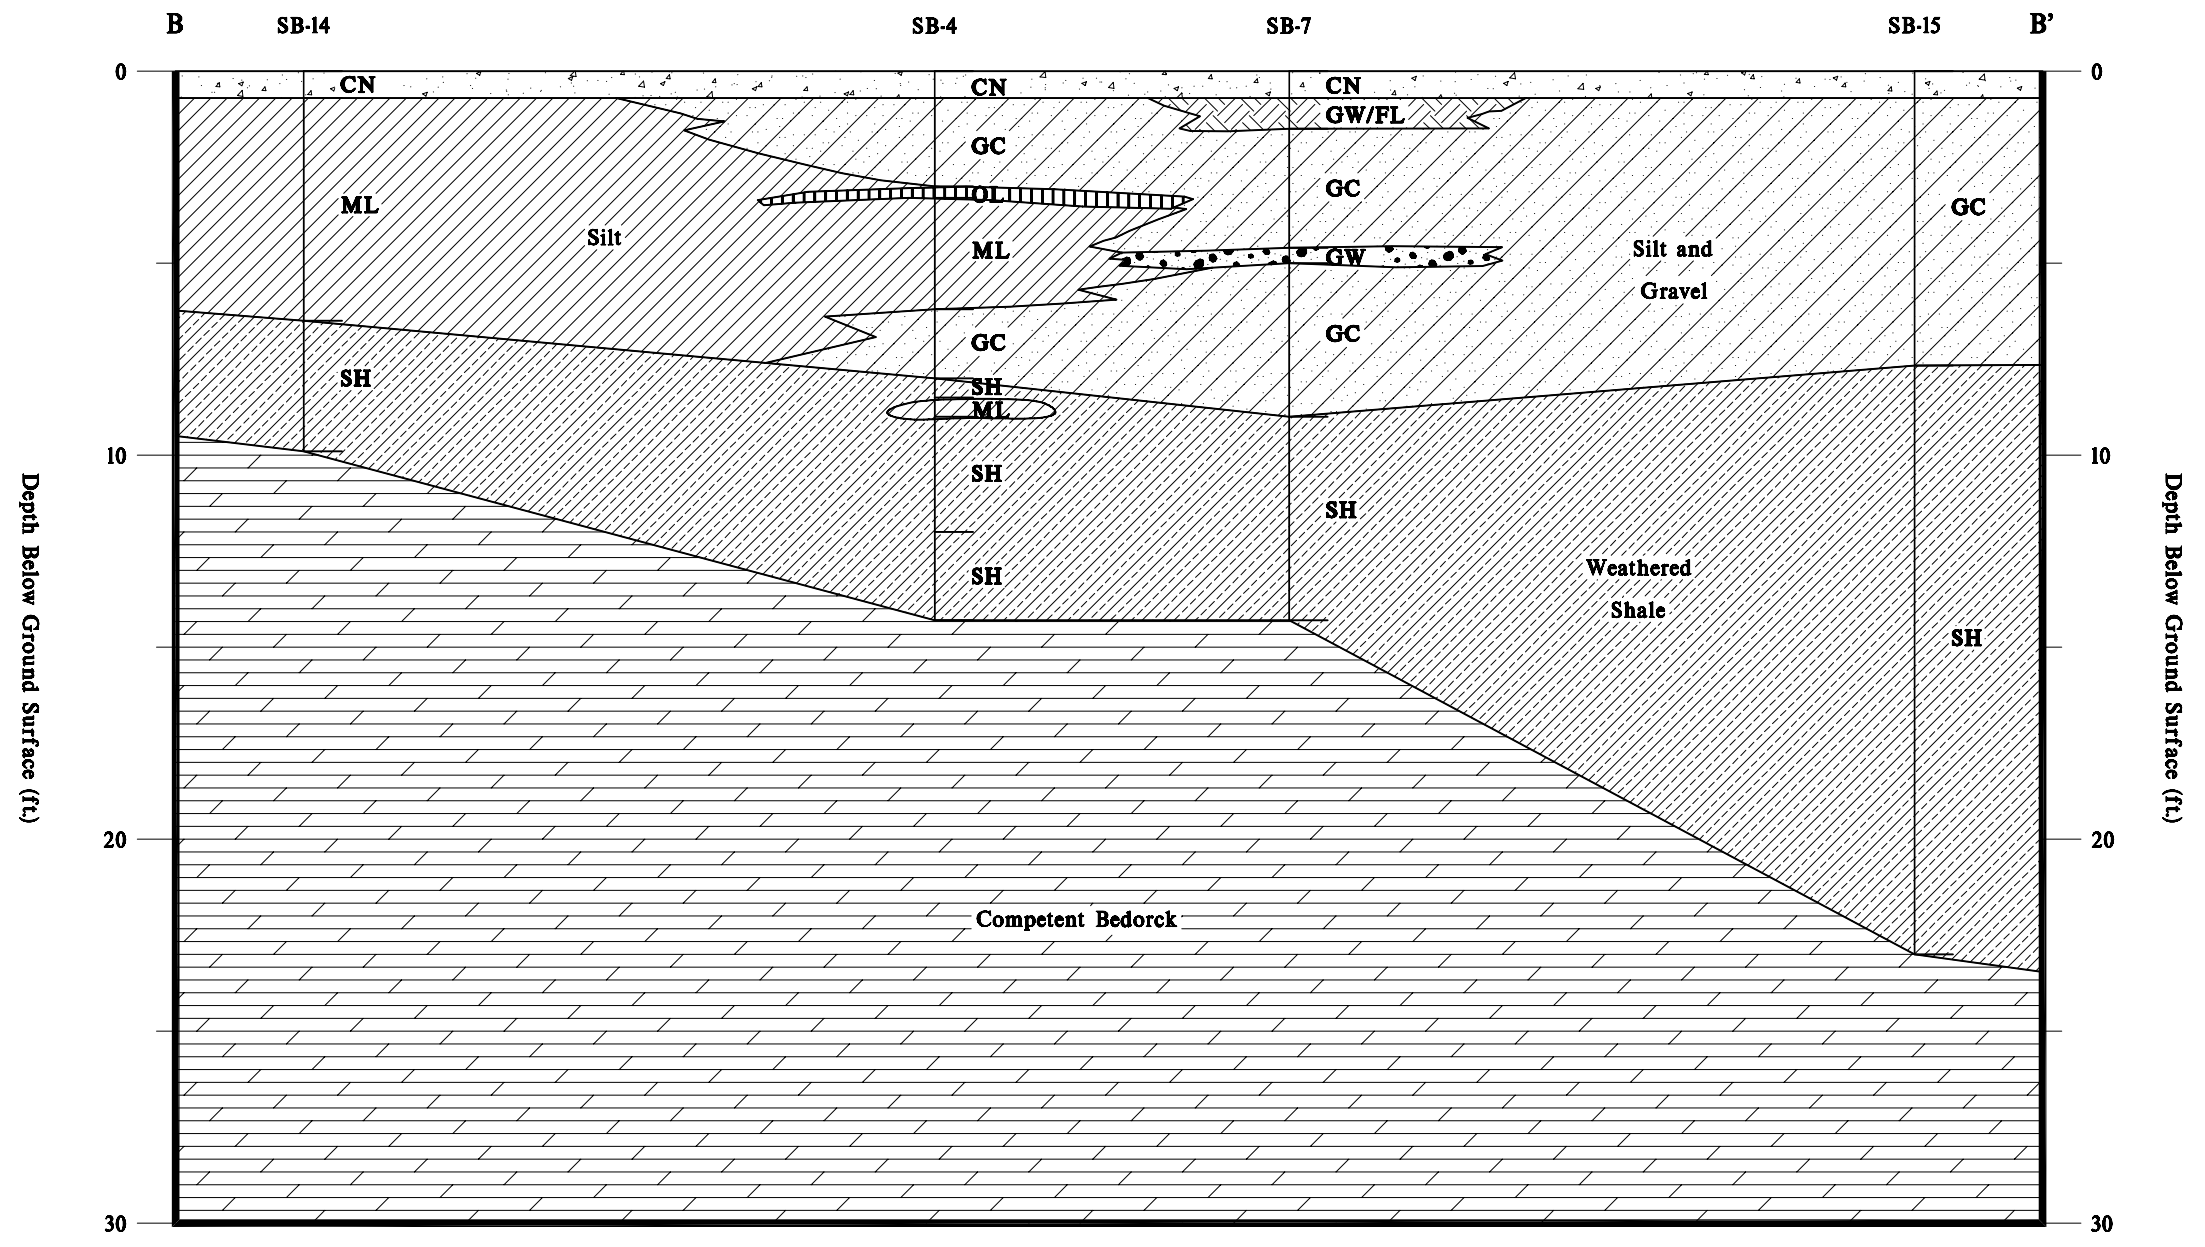 B
SB-14
SB-4
SB-7
SB-15
B’
0
CN
CN
CN
0
GW/FL
GC
GC
OL
ML
GC
Silt
ML
GW
Silt and
Gravel
GC
GC
SH
SH
ML
10
10
SH
SH
Weathered
Shale
SH
SH
Depth Below Ground Surface (ft.)
Depth Below Ground Surface (ft.)
20
20
Competent Bedorck
30
30